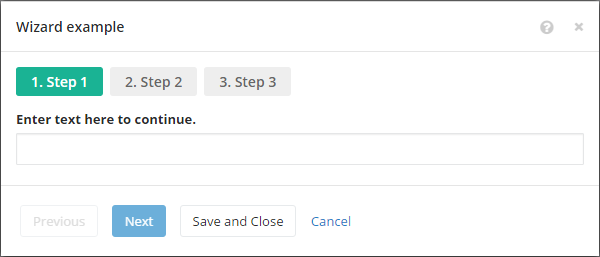 Wizard example
1. Step 1 2. Step 2 3. Step 3
Enter text here to continue.
Previous Next Save and Close Cancel